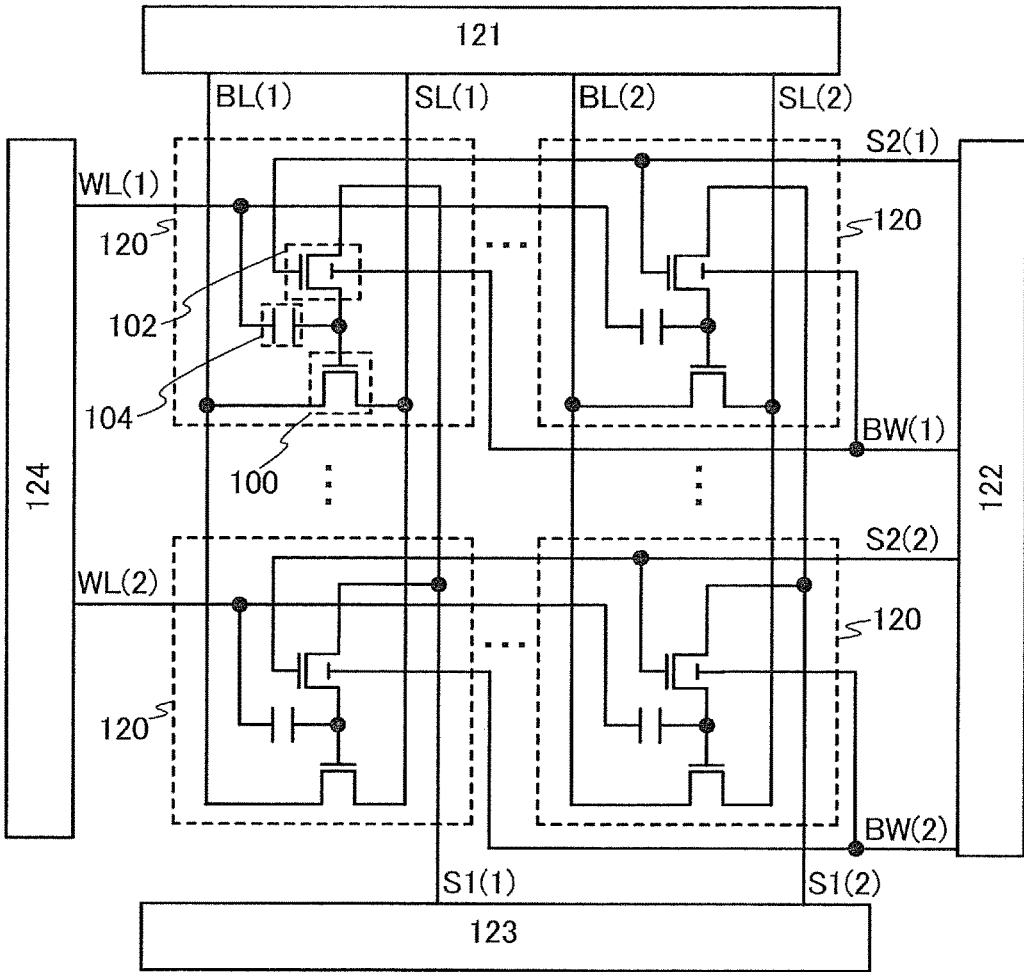 121
BL(1)
SL(1)
BL(2)
SL(2)
S2(1)
WL(1)
120
120
102
104
100
BW(1)
124
122
S2(2)
WL(2)
120
120
BW(2)
S1(1)
S1(2)
123